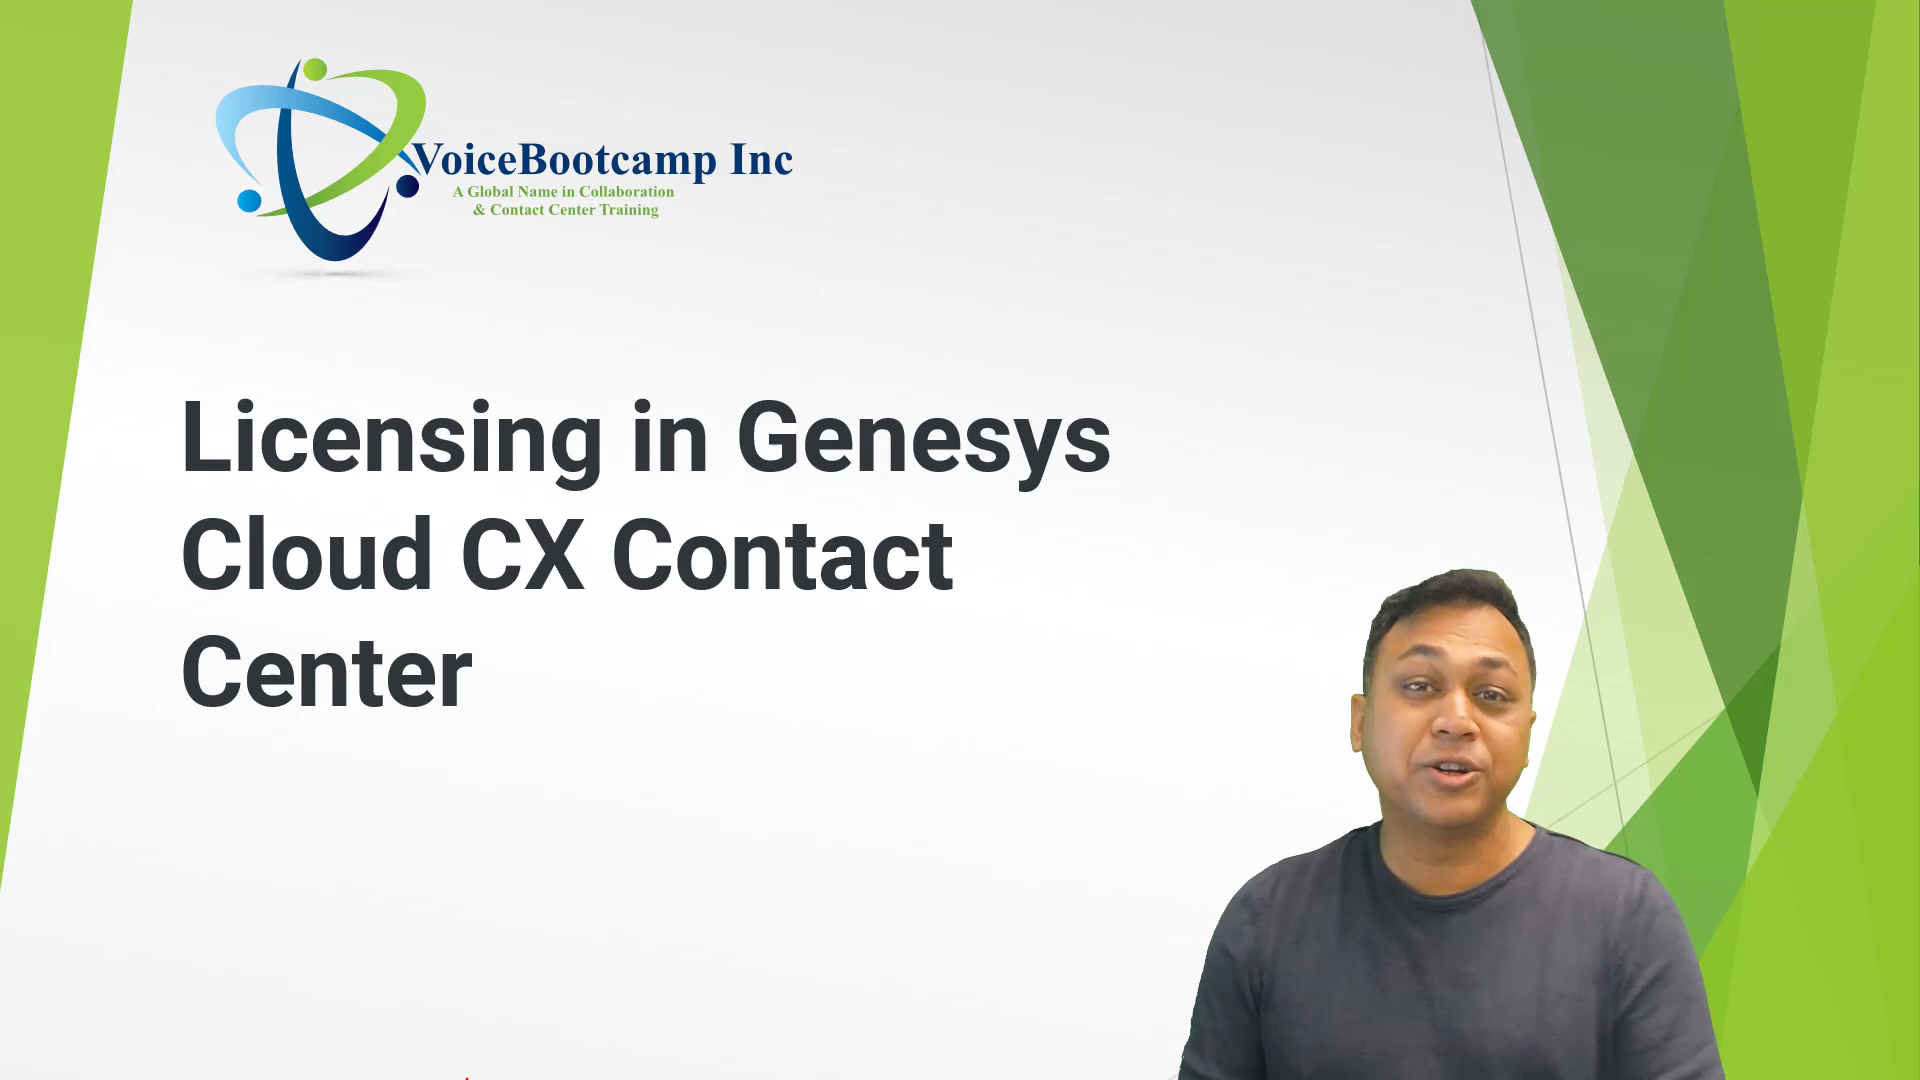 VoiceBootcamp Inc
A Global Name in Collaboration
& Contact Center Training
Licensing in Genesys
Cloud CX Contact
Center